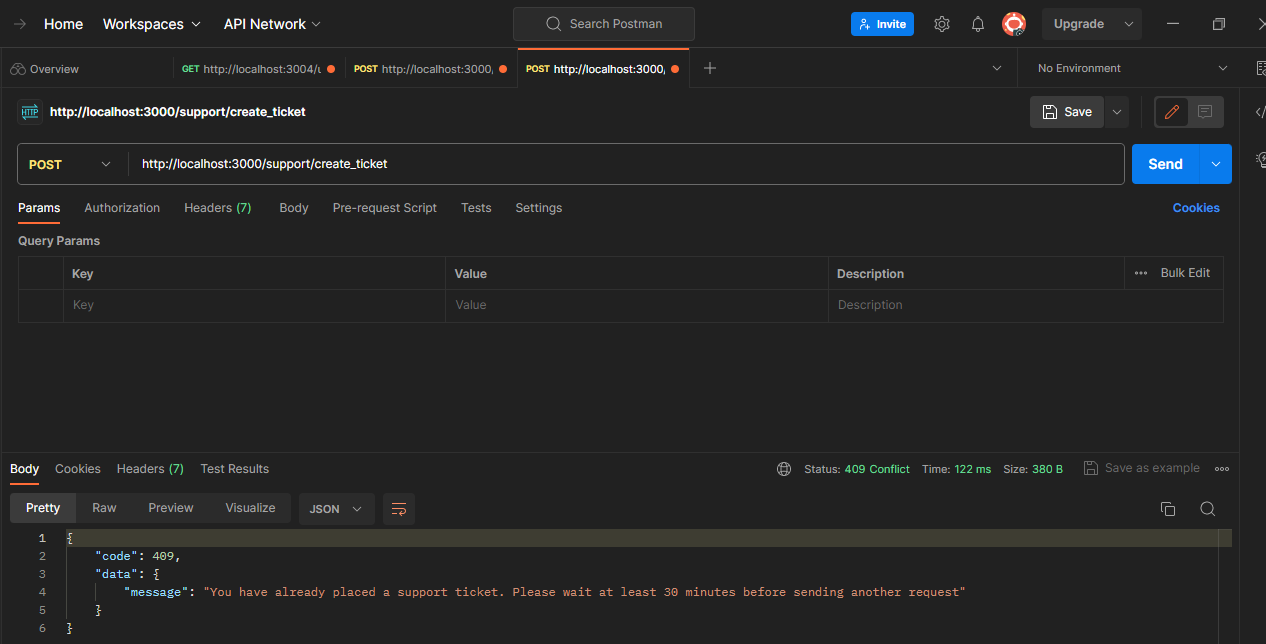 Home Workspaces API Network Search Postman Invite Upgrade
Overview GET http://localhost:3004/u POST http://localhost:3000, POST http://localhost:3000, No Environment
HTTP http://localhost:3000/support/create_ticket Save
POST http://localhost:3000/support/create_ticket Send
Params Authorization Headers (7) Body Pre-request Script Tests Settings Cookies
Query Params
Key Value Description Bulk Edit
Key Value Description
Body Cookies Headers (7) Test Results Status: 409 Conflict Time: 122 ms Size: 380 B Save as example
Pretty Raw Preview Visualize JSON
1 {
2 "code": 409,
3 "data": {
4 "message": "You have already placed a support ticket. Please wait at least 30 minutes before sending another request"
5 }
6 }